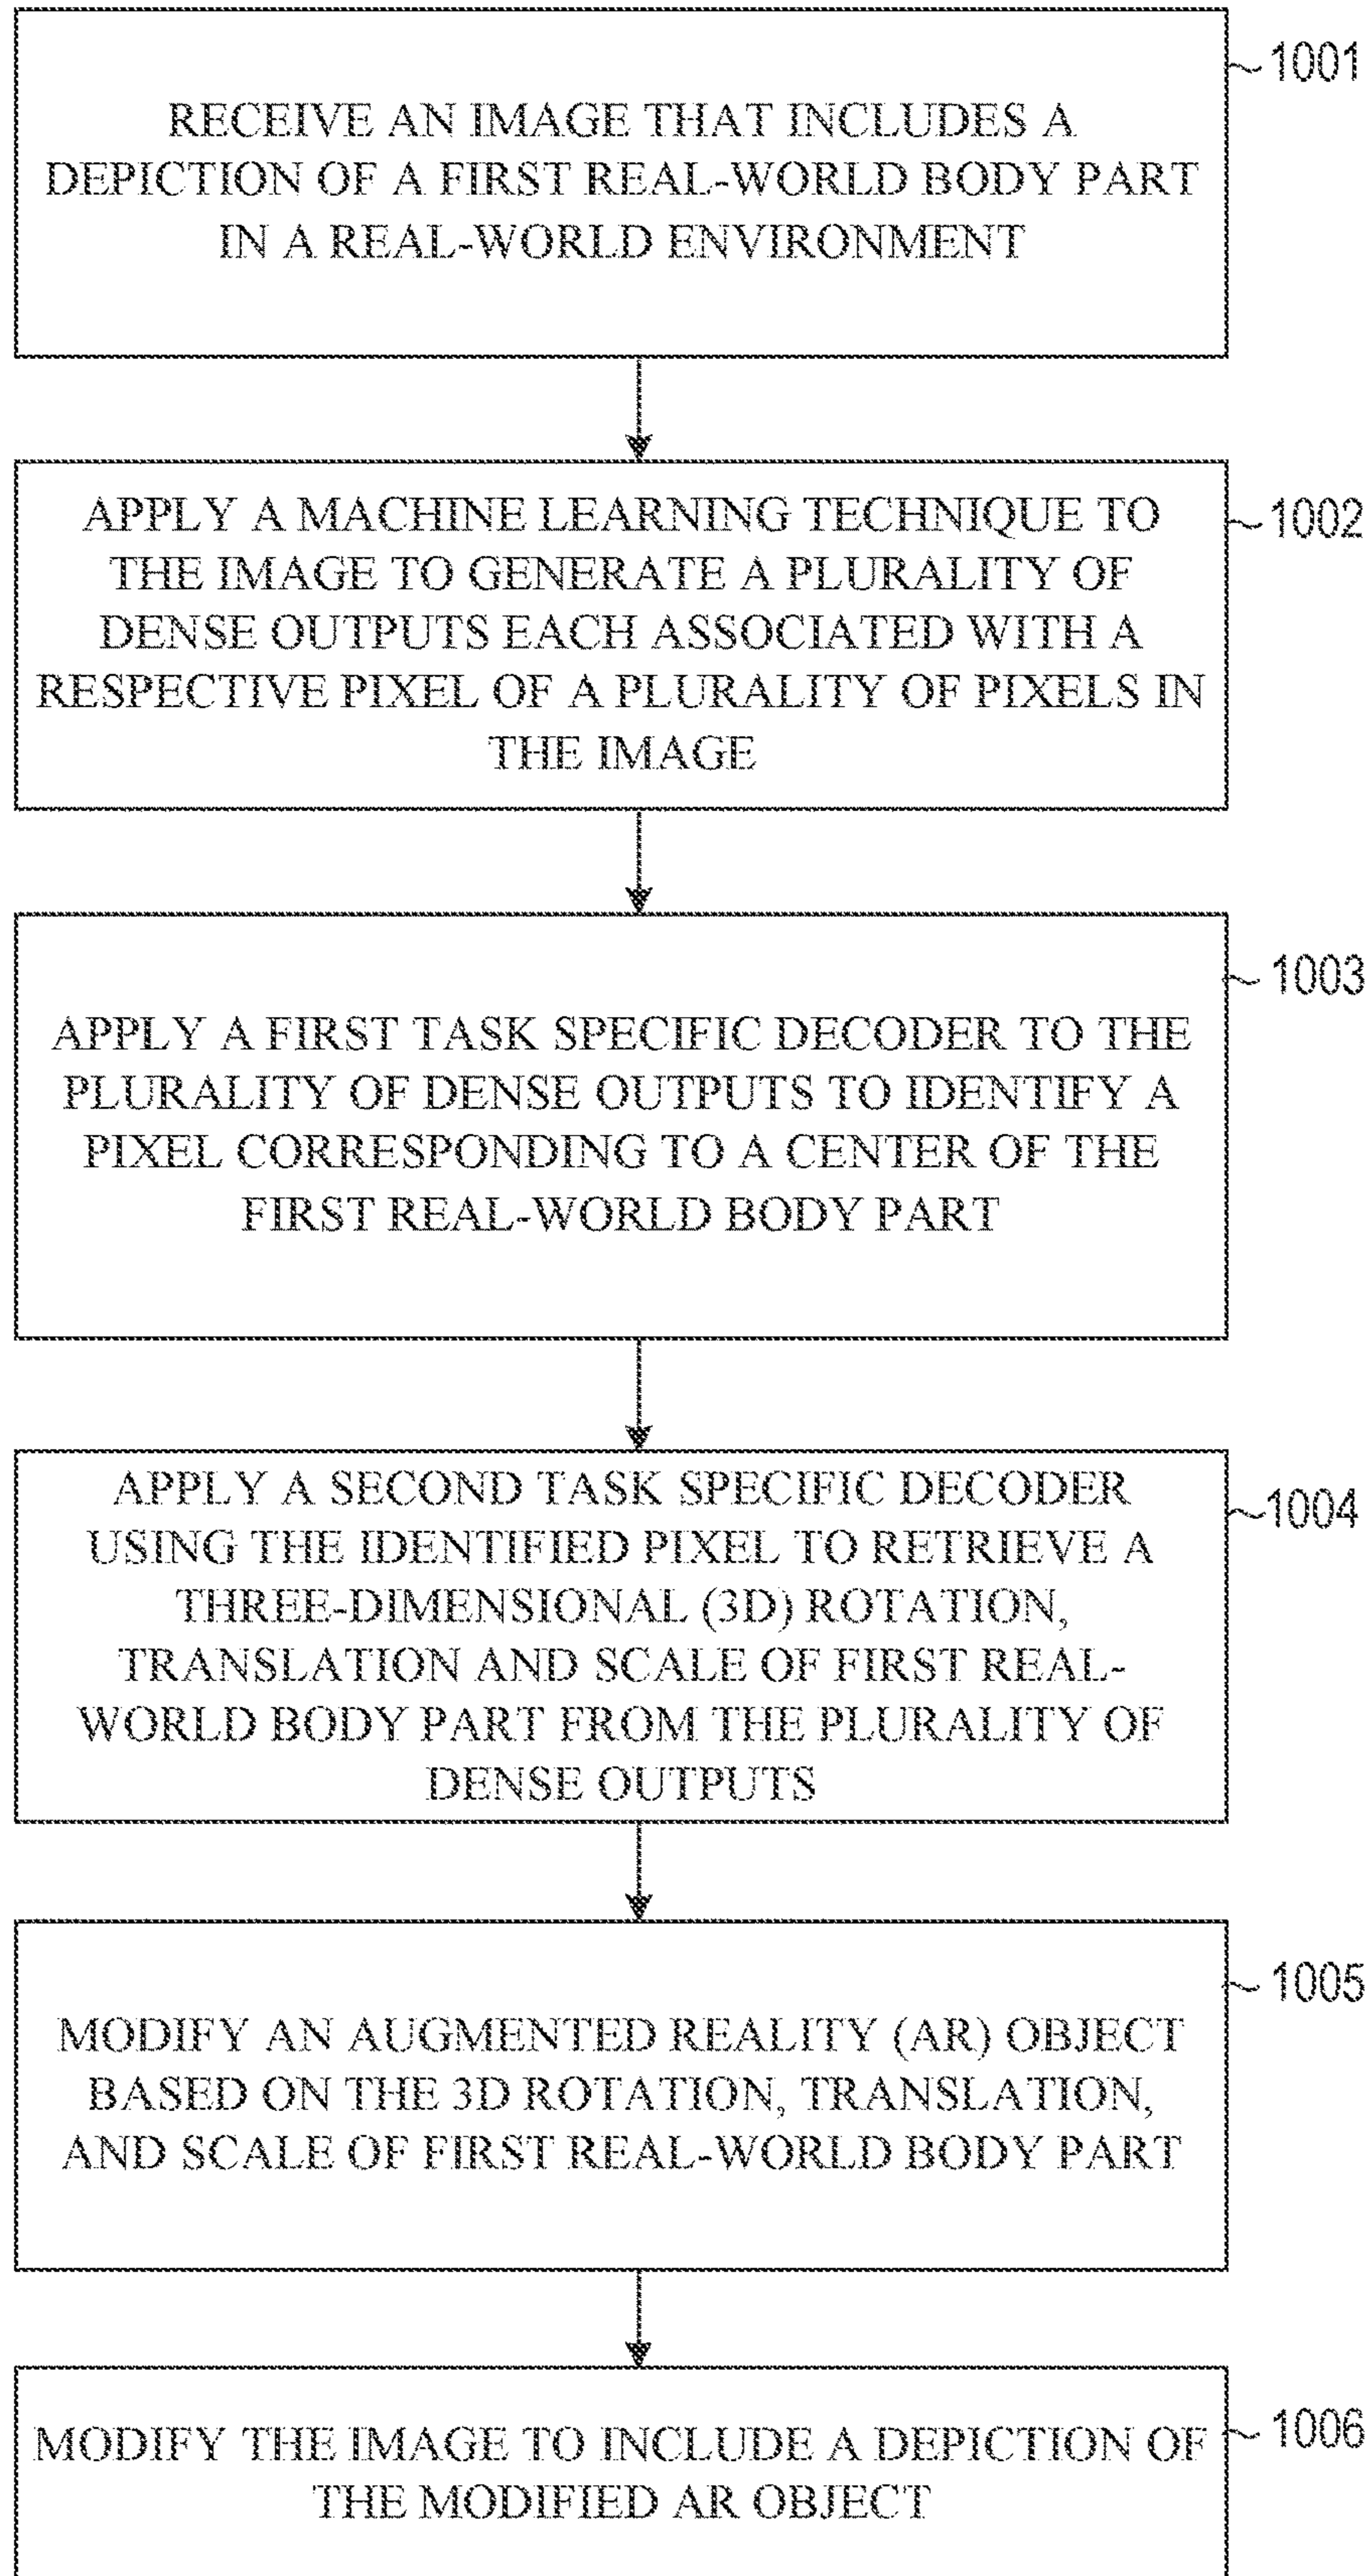 RECEIVE AN IMAGE THAT INCLUDES A
DEPICTION OF A FIRST REAL-WORLD BODY PART
IN A REAL-WORLD ENVIRONMENT
1001
APPLY A MACHINE LEARNING TECHNIQUE TO
THE IMAGE TO GENERATE A PLURALITY OF
DENSE OUTPUTS EACH ASSOCIATED WITH A
RESPECTIVE PIXEL OF A PLURALITY OF PIXELS IN
THE IMAGE
1002
APPLY A FIRST TASK SPECIFIC DECODER TO THE
PLURALITY OF DENSE OUTPUTS TO IDENTIFY A
PIXEL CORRESPONDING TO A CENTER OF THE
FIRST REAL-WORLD BODY PART
1003
APPLY A SECOND TASK SPECIFIC DECODER
USING THE IDENTIFIED PIXEL TO RETRIEVE A
THREE-DIMENSIONAL (3D) ROTATION,
TRANSLATION AND SCALE OF FIRST REAL-
WORLD BODY PART FROM THE PLURALITY OF
DENSE OUTPUTS
1004
MODIFY AN AUGMENTED REALITY (AR) OBJECT
BASED ON THE 3D ROTATION, TRANSLATION,
AND SCALE OF FIRST REAL-WORLD BODY PART
1005
MODIFY THE IMAGE TO INCLUDE A DEPICTION OF
THE MODIFIED AR OBJECT
1006